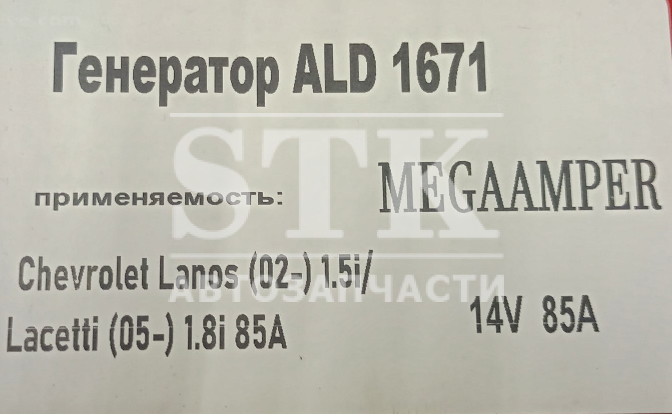 Генератор ALD 1671
STK
АВТОЗАПЧАСТИ
применяемость:
MEGAAMPER
Chevrolet Lanos (02-) 1.5i/
Lacetti (05-) 1.8i 85A
14V 85A